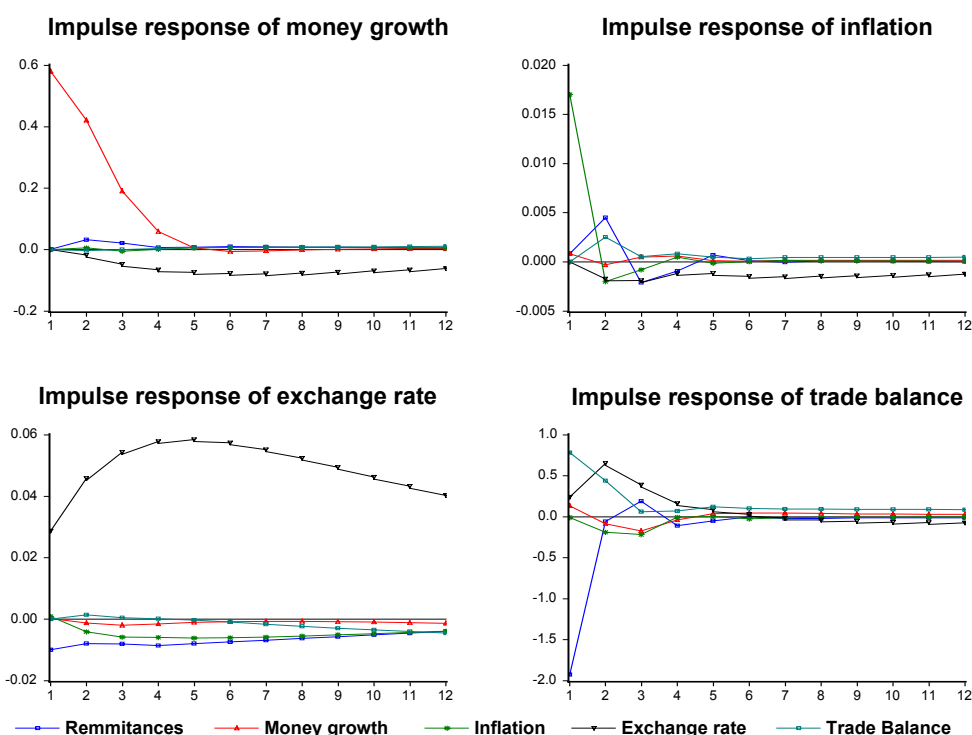 Impulse response of money growth
0.6
0.4
0.2
0.0
-0.2
1 2 3 4 5 6 7 8 9 10 11 12
Impulse response of inflation
0.020
0.015
0.010
0.005
0.000
-0.005
1 2 3 4 5 6 7 8 9 10 11 12
Impulse response of exchange rate
0.06
0.04
0.02
0.00
-0.02
1 2 3 4 5 6 7 8 9 10 11 12
Impulse response of trade balance
1.0
0.5
0.0
-0.5
-1.0
-1.5
-2.0
1 2 3 4 5 6 7 8 9 10 11 12
Remmitances Money growth Inflation Exchange rate Trade Balance